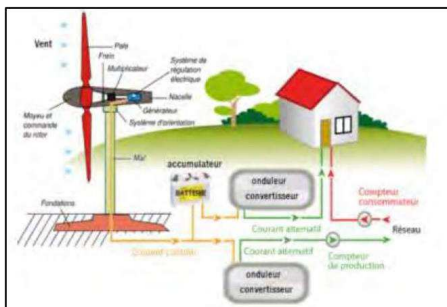 Vent
Pale
Frein
Multiplicateur
Système de
régulation
électrique
Nacelle
Générateur
Système d'orientation
Moyeu et
commande
du rotor
Mât
Fondations
accumulateur
BATTERIE
onduleur
convertisseur
Courant alternatif
Compteur
consommateur
Réseau
Courant continu
Courant alternatif
Compteur
de production
onduleur
convertisseur